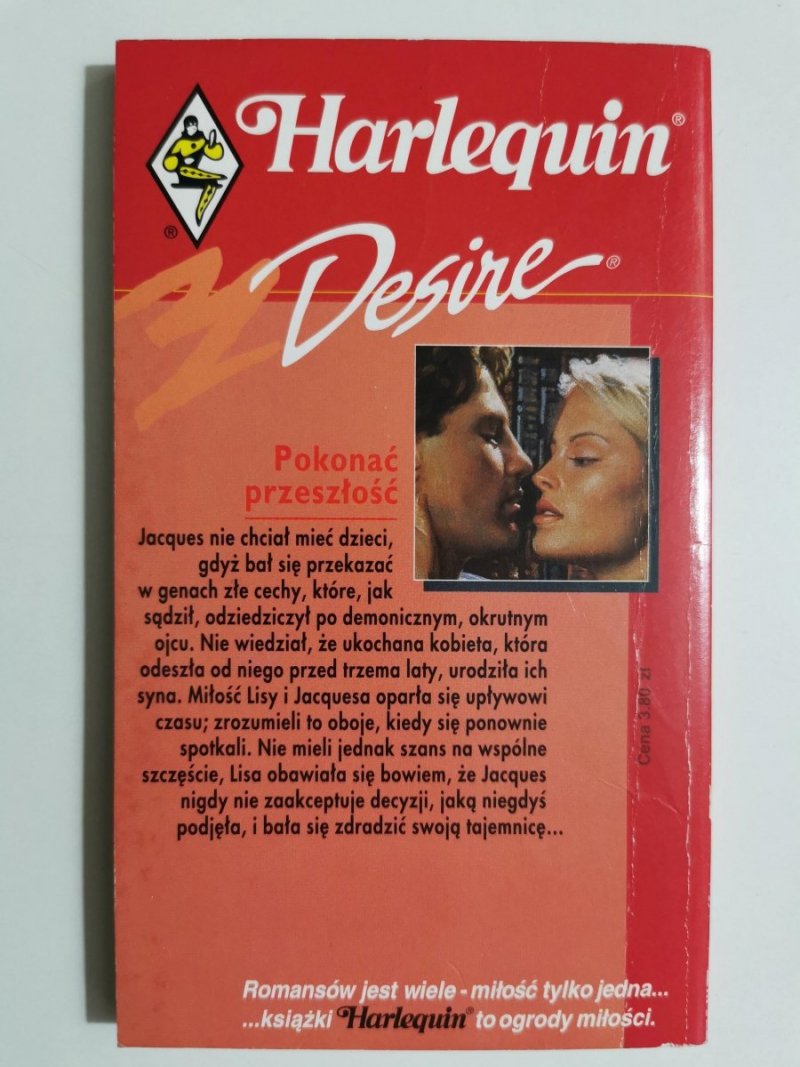 Harlequin®
®
Desire®
Pokonać
przeszłość
Jacques nie chciał mieć dzieci,
gdyż bał się przekazać
w genach złe cechy, które, jak
sądził, odziedziczył po demonicznym, okrutnym
ojcu. Nie wiedział, że ukochana kobieta, która
odeszła od niego przed trzema laty, urodziła ich
syna. Miłość Lisy i Jacquesa oparła się upływowi
czasu; zrozumieli to oboje, kiedy się ponownie
spotkali. Nie mieli jednak szans na wspólne
szczęście, Lisa obawiała się bowiem, że Jacques
nigdy nie zaakceptuje decyzji, jaką niegdyś
podjęła, i bała się zdradzić swoją tajemnicę...
Cena 3.80 zł
Romansów jest wiele - miłość tylko jedna...
...książki Harlequin® to ogrody miłości.